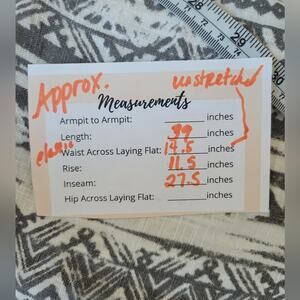 Approx.
unstretched
Measurements
Armpit to Armpit: inches
Length: 39 inches
elastic
Waist Across Laying Flat: 14.5 inches
Rise: 11.5 inches
Inseam: 27.5 inches
Hip Across Laying Flat: inches